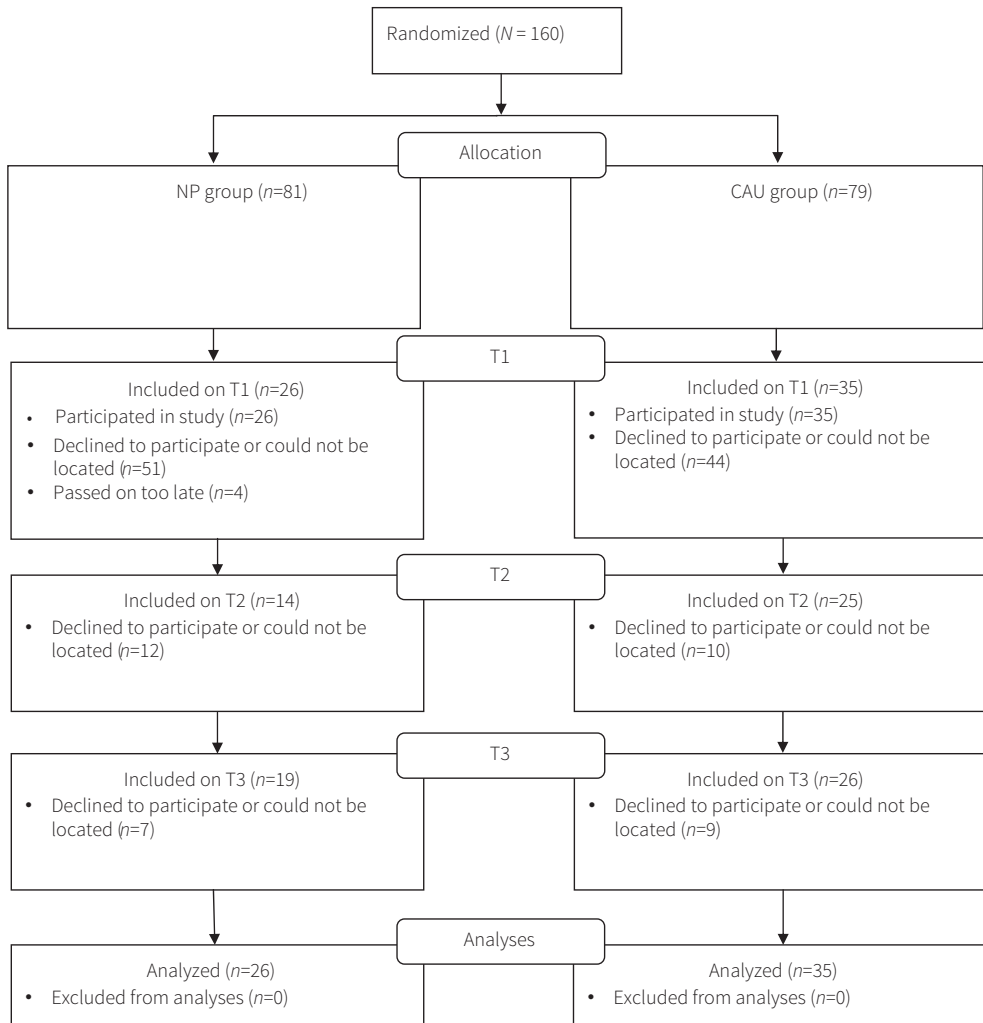 Randomized (N = 160)
Allocation
NP group (n=81)
CAU group (n=79)
T1
Included on T1 (n=26)
• Participated in study (n=26)
• Declined to participate or could not be
located (n=51)
• Passed on too late (n=4)
Included on T1 (n=35)
• Participated in study (n=35)
• Declined to participate or could not be
located (n=44)
T2
Included on T2 (n=14)
• Declined to participate or could not be
located (n=12)
Included on T2 (n=25)
• Declined to participate or could not be
located (n=10)
T3
Included on T3 (n=19)
• Declined to participate or could not be
located (n=7)
Included on T3 (n=26)
• Declined to participate or could not be
located (n=9)
Analyses
Analyzed (n=26)
• Excluded from analyses (n=0)
Analyzed (n=35)
• Excluded from analyses (n=0)